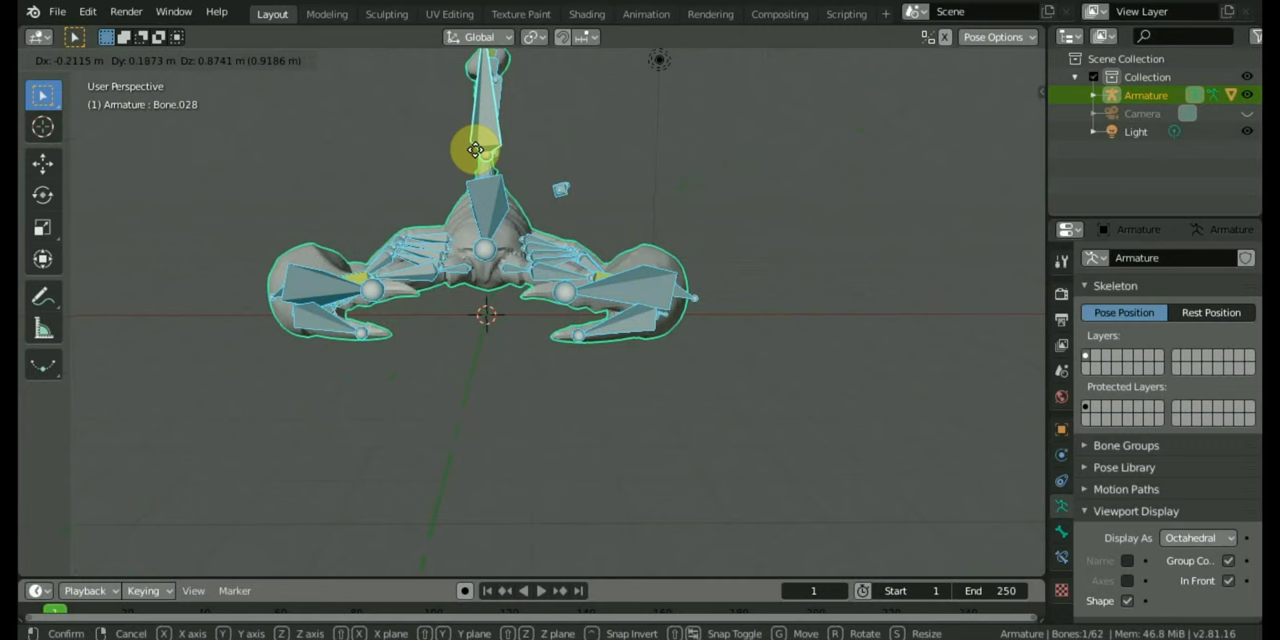 File Edit Render Window Help Layout Modeling Sculpting UV Editing Texture Paint Shading Animation Rendering Compositing Scripting + Scene View Layer
Global Pose Options
Dx: -0.2115 m Dy: 0.1873 m Dz: 0.8741 m (0.9186 m)
User Perspective
(1) Armature : Bone.028
Scene Collection
Collection
Armature
Camera
Light
Armature Armature
Armature
Skeleton
Pose Position Rest Position
Layers:
Protected Layers:
Bone Groups
Pose Library
Motion Paths
Viewport Display
Display As Octahedral
Name Group Co..
Axes In Front
Shape
Playback Keying View Marker 1 Start 1 End 250
Confirm Cancel X X axis Y Y axis Z Z axis X X plane Y Y plane Z Z plane Snap Invert Snap Toggle G Move R Rotate S Resize Armature | Bones:1/62 | Mem: 46.8 MiB | v2.81.16